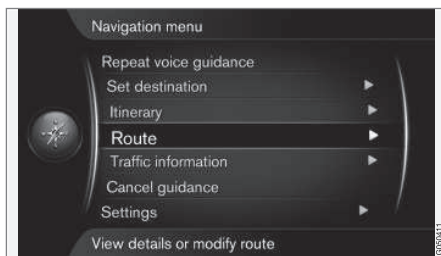 Navigation menu
Repeat voice guidance
Set destination
Itinerary
Route
Traffic information
Cancel guidance
Settings
View details or modify route
G050411